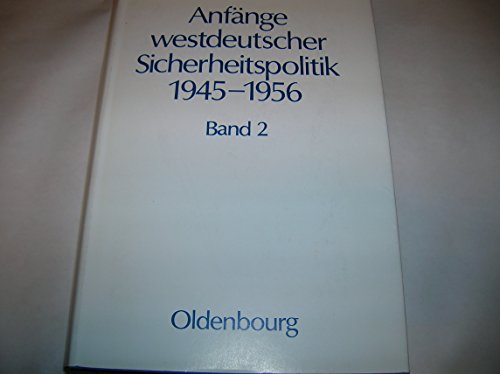 Anfänge
westdeutscher
Sicherheitspolitik
1945–1956
Band 2
Oldenbourg